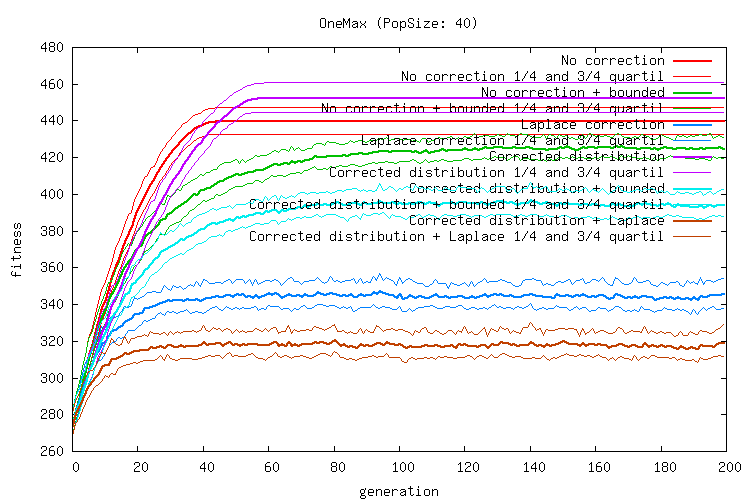 OneMax (PopSize: 40)
480
460
440
420
400
380
360
340
320
300
280
260
fitness
No correction
No correction 1/4 and 3/4 quartil
No correction + bounded
No correction + bounded 1/4 and 3/4 quartil
Laplace correction
Laplace correction 1/4 and 3/4 quartil
Corrected distribution
Corrected distribution 1/4 and 3/4 quartil
Corrected distribution + bounded
Corrected distribution + bounded 1/4 and 3/4 quartil
Corrected distribution + Laplace
Corrected distribution + Laplace 1/4 and 3/4 quartil
0 20 40 60 80 100 120 140 160 180 200
generation